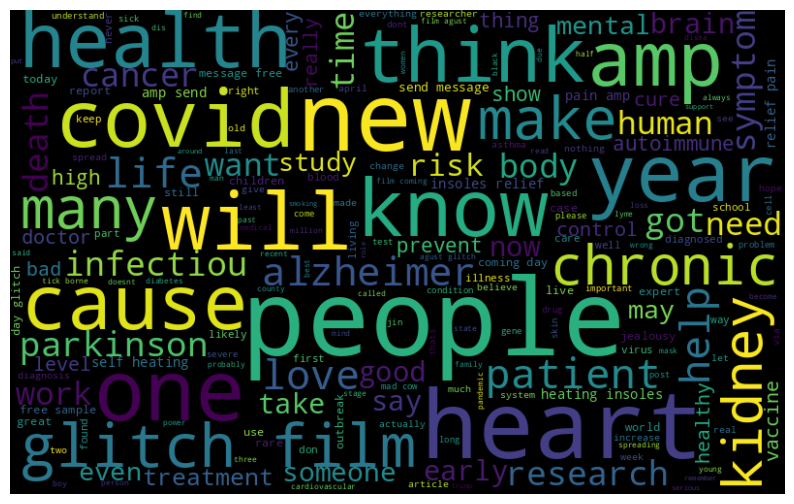 health
think
amp
covid
new
make
year
many
will
know
people
cause
one
glitch film
heart
kidney
chronic
patient
help
infectiou
alzheimer
parkinson
life
want
study
risk
body
human
autoimmune
brain
mental
symptom
cancer
time
every
really
thing
show
cure
death
high
doctor
bad
level
work
love
good
take
say
even
someone
treatment
early
research
now
may
need
got
control
prevent
healthy
vaccine
understand
sick
dis
find
never
put
today
report
message free
amp send
right
another
april
keep
old
spread
around
last
man
children
blood
give
still
least
past
medical
smoking
million
come
made
part
said
recent
tick borne
doesnt
diabetes
county
best
test
living
change
film coming
insoles relief
send message
pain amp
relief pain
everything
researcher
film agust
dont
due
women
black
half
always
support
see
asthma
nothing
read
based
case
please
school
hope
loss
lyme
cell
diagnosed
problem
well
wrong
care
agust glitch
coming day
day glitch
illness
believe
condition
called
jin
gene
mind
state
live
expert
important
drug
skin
become
via
way
let
jealousy
virus
mask
post
heating insoles
system
pandemic
mad cow
much
family
stage
first
self heating
likely
severe
probably
diagnosis
free sample
great
found
use
rare
power
two
three
boy
person
don
outbreak
actually
cardiovascular
article
long
world
increase
spreading
week
real
young
remember
serious